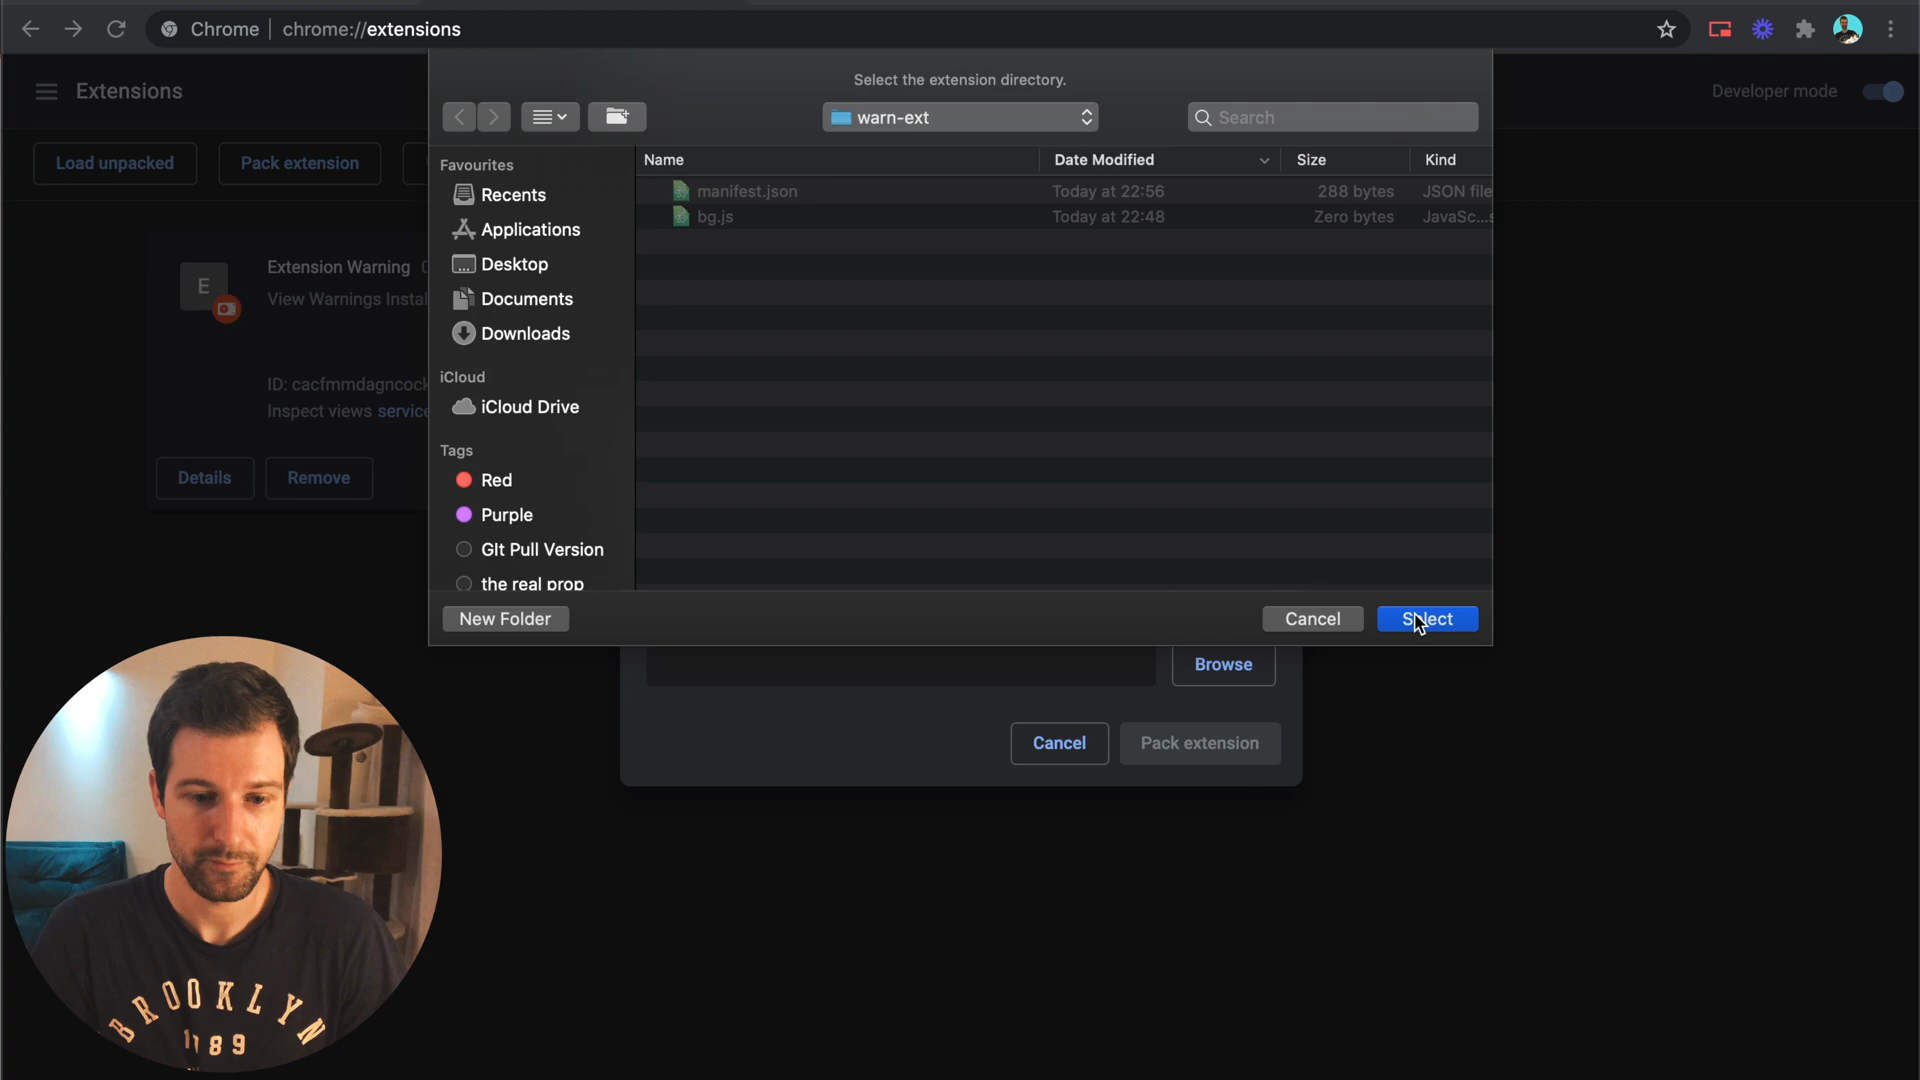 Chrome
chrome://extensions
Extensions
Developer mode
Load unpacked
Pack extension
Extension Warning
View Warnings Instal
ID: cacfmmdagncock
Inspect views service
Details
Remove
Select the extension directory.
warn-ext
Search
Favourites
Recents
Applications
Desktop
Documents
Downloads
iCloud
iCloud Drive
Tags
Red
Purple
GIt Pull Version
the real prop
Name Date Modified Size Kind
manifest.json Today at 22:56 288 bytes JSON file
bg.js Today at 22:48 Zero bytes JavaSc...s
New Folder
Cancel
Select
Browse
Cancel
Pack extension
E
BROOKLYN
1989